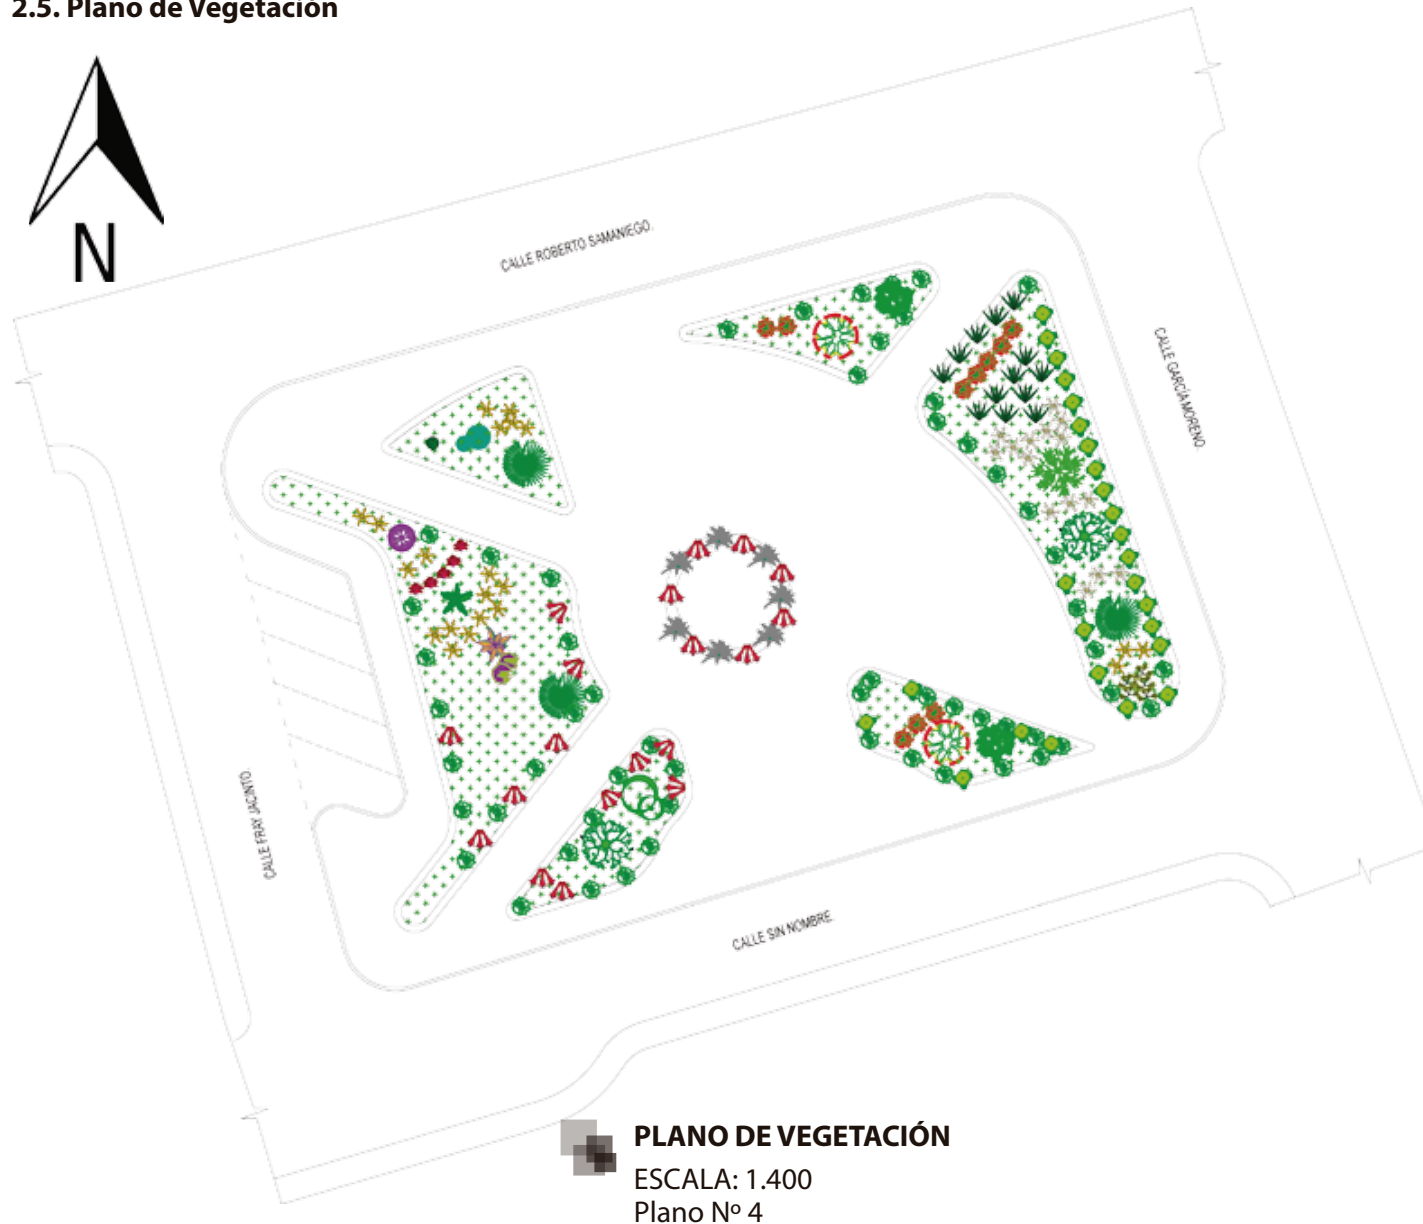 2.5. Plano de Vegetación
N
CALLE ROBERTO SAMANIEGO.
CALLE GARCÍA MORENO.
CALLE FRAY JACINTO.
CALLE SIN NOMBRE.
PLANO DE VEGETACIÓN
ESCALA: 1.400
Plano Nº 4